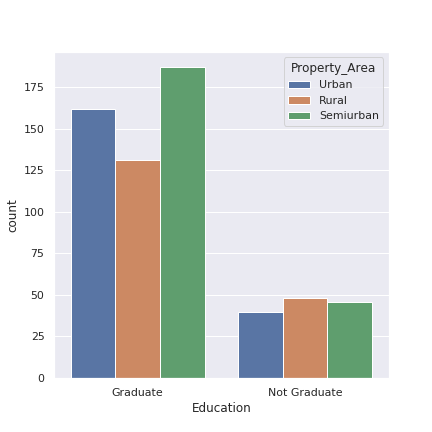 Property_Area
Urban
Rural
Semiurban
175
150
125
100
75
50
25
0
count
Graduate
Not Graduate
Education